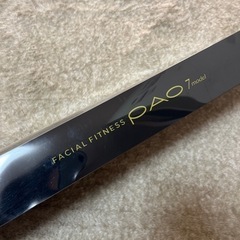 FACIAL FITNESS PAO 7 model